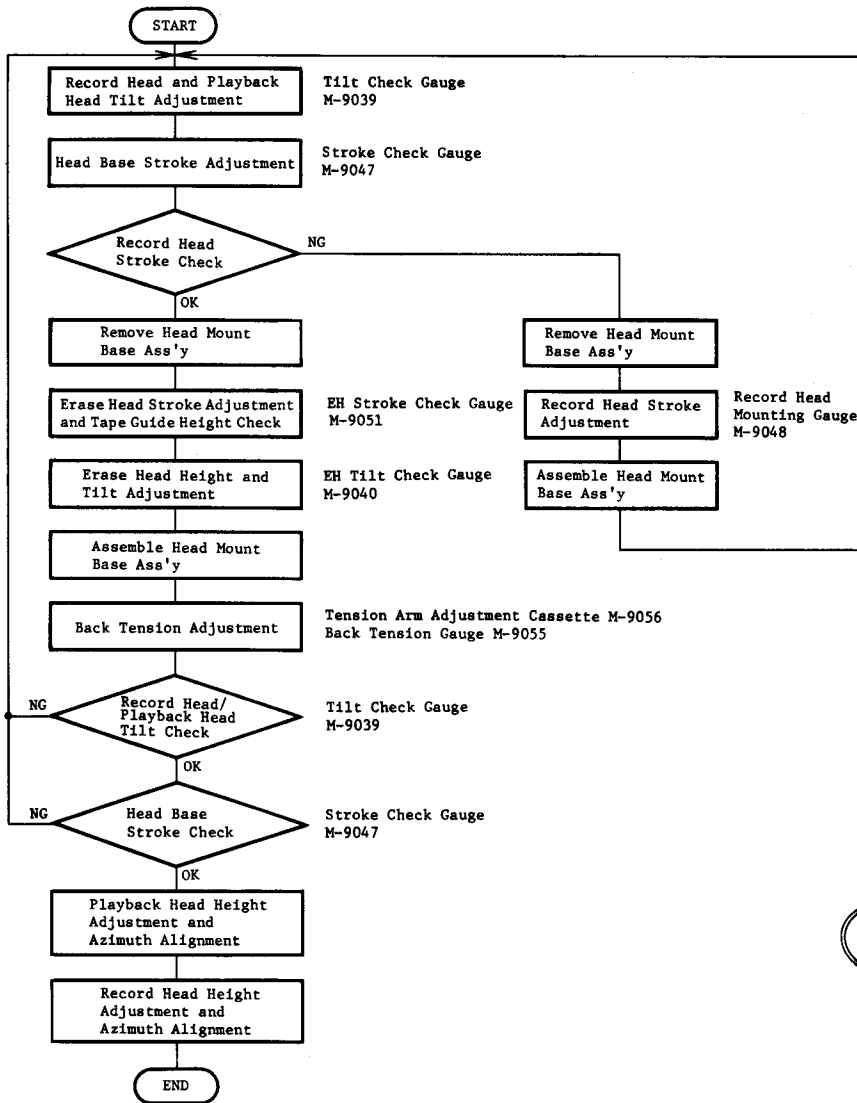 START
Record Head and Playback
Head Tilt Adjustment
Tilt Check Gauge
M-9039
Head Base Stroke Adjustment
Stroke Check Gauge
M-9047
Record Head
Stroke Check
NG
OK
Remove Head Mount
Base Ass'y
Remove Head Mount
Base Ass'y
Erase Head Stroke Adjustment
and Tape Guide Height Check
EH Stroke Check Gauge
M-9051
Record Head Stroke
Adjustment
Record Head
Mounting Gauge
M-9048
Erase Head Height and
Tilt Adjustment
EH Tilt Check Gauge
M-9040
Assemble Head Mount
Base Ass'y
Assemble Head Mount
Base Ass'y
Back Tension Adjustment
Tension Arm Adjustment Cassette M-9056
Back Tension Gauge M-9055
NG
Record Head/
Playback Head
Tilt Check
Tilt Check Gauge
M-9039
OK
NG
Head Base
Stroke Check
Stroke Check Gauge
M-9047
OK
Playback Head Height
Adjustment and
Azimuth Alignment
Record Head Height
Adjustment and
Azimuth Alignment
END